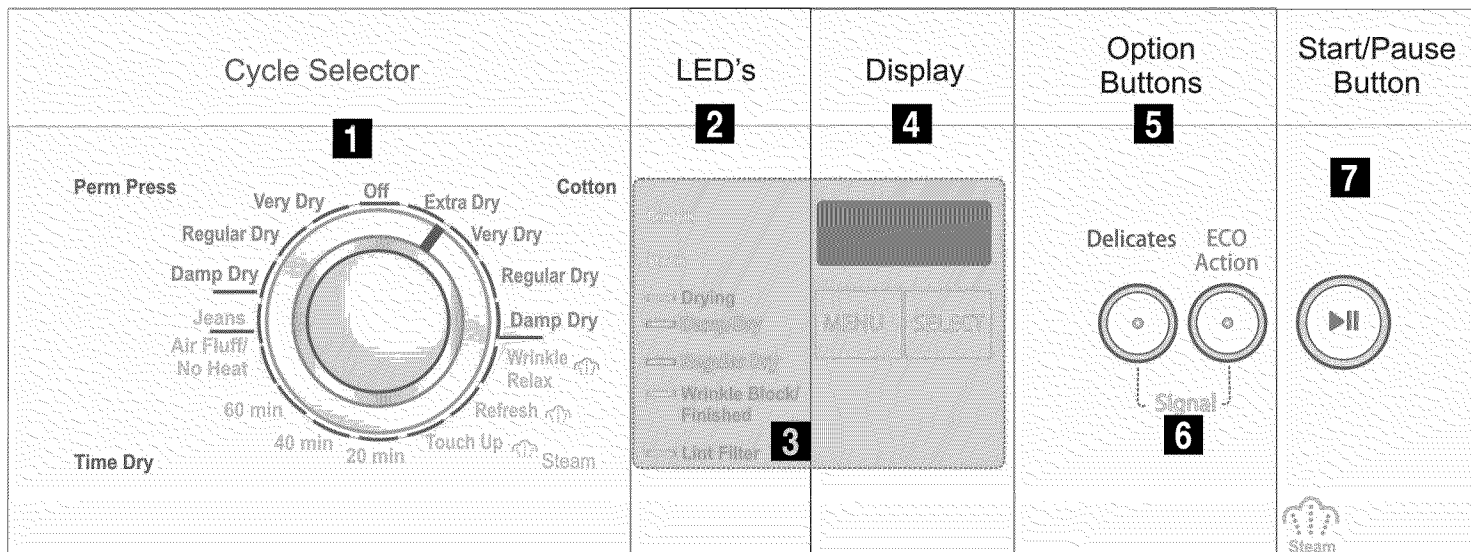 Cycle Selector
LED's
Display
Option
Buttons
Start/Pause
Button
1
2
4
5
7
Perm Press
Cotton
Off
Very Dry
Extra Dry
Regular Dry
Very Dry
Damp Dry
Regular Dry
Jeans
Damp Dry
Air Fluff/
No Heat
Wrinkle
Relax
60 min
Refresh
40 min
20 min
Touch Up
Steam
Time Dry
Drying
Damp Dry
Regular Dry
Wrinkle Block/
Finished
3
Lint Filter
MENU
SELECT
Delicates
ECO
Action
Signal
6
Steam